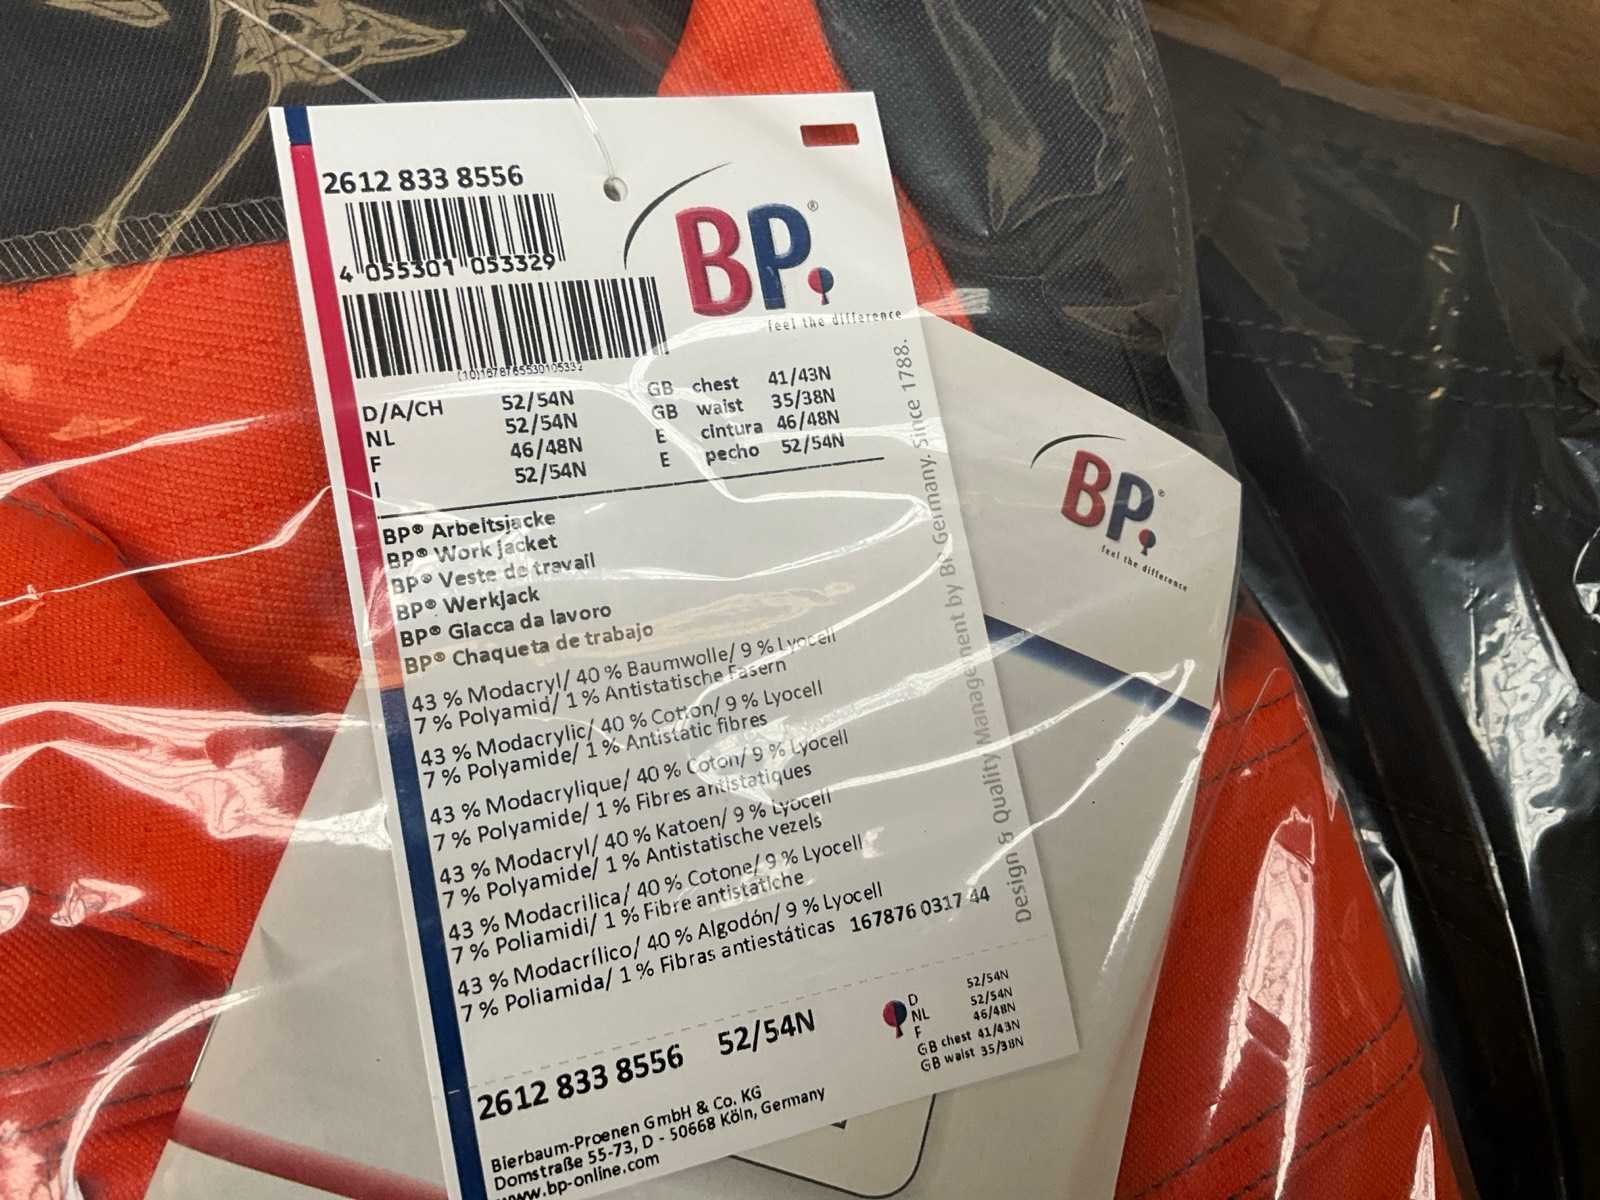 2612 833 8556
4 055301 053329
(10)1678765530105332
BP®
feel the difference
D/A/CH 52/54N
NL 52/54N
F 46/48N
I 52/54N
GB chest 41/43N
GB waist 35/38N
E cintura 46/48N
E pecho 52/54N
BP® Arbeitsjacke
BP® Work jacket
BP® Veste de travail
BP® Werkjack
BP® Giacca da lavoro
BP® Chaqueta de trabajo
43 % Modacryl/ 40 % Baumwolle/ 9 % Lyocell
7 % Polyamid/ 1 % Antistatische Fasern
43 % Modacrylic/ 40 % Cotton/ 9 % Lyocell
7 % Polyamide/ 1 % Antistatic fibres
43 % Modacrylique/ 40 % Coton/ 9 % Lyocell
7 % Polyamide/ 1 % Fibres antistatiques
43 % Modacryl/ 40 % Katoen/ 9 % Lyocell
7 % Polyamide/ 1 % Antistatische vezels
43 % Modacrilica/ 40 % Cotone/ 9 % Lyocell
7 % Poliamidi/ 1 % Fibre antistatiche
43 % Modacrílico/ 40 % Algodón/ 9 % Lyocell
7 % Poliamida/ 1 % Fibras antiestáticas 167876 0317 44
Design & Quality Management by BP Germany. Since 1788.
2612 833 8556 52/54N
D 52/54N
NL 52/54N
F 46/48N
GB chest 41/43N
GB waist 35/38N
Bierbaum-Proenen GmbH & Co. KG
Domstraße 55-73, D - 50668 Köln, Germany
www.bp-online.com
BP®
feel the difference